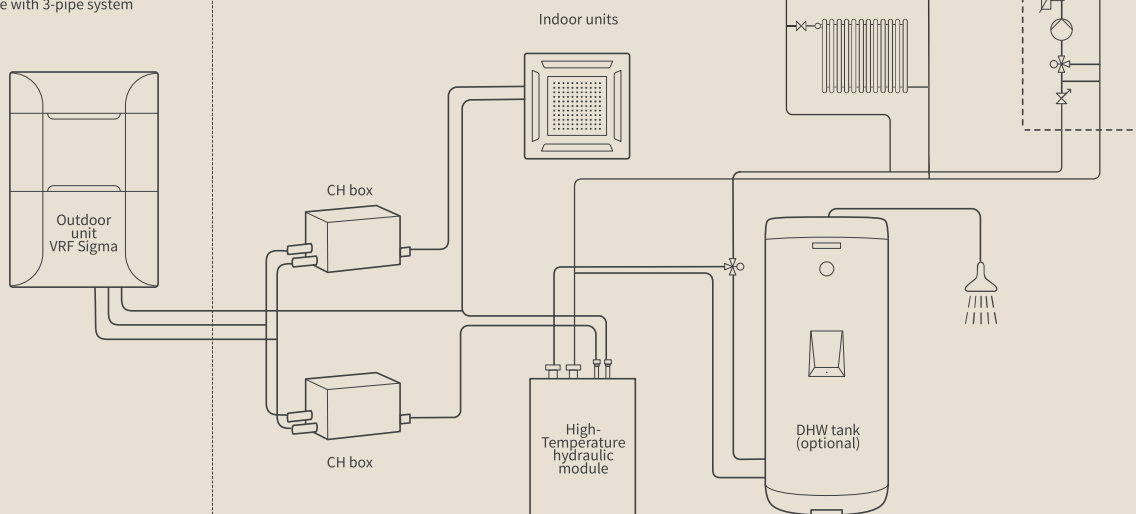 e with 3-pipe system
Indoor units
CH box
Outdoor
unit
VRF Sigma
High-
Temperature
hydraulic
module
DHW tank
(optional)
CH box